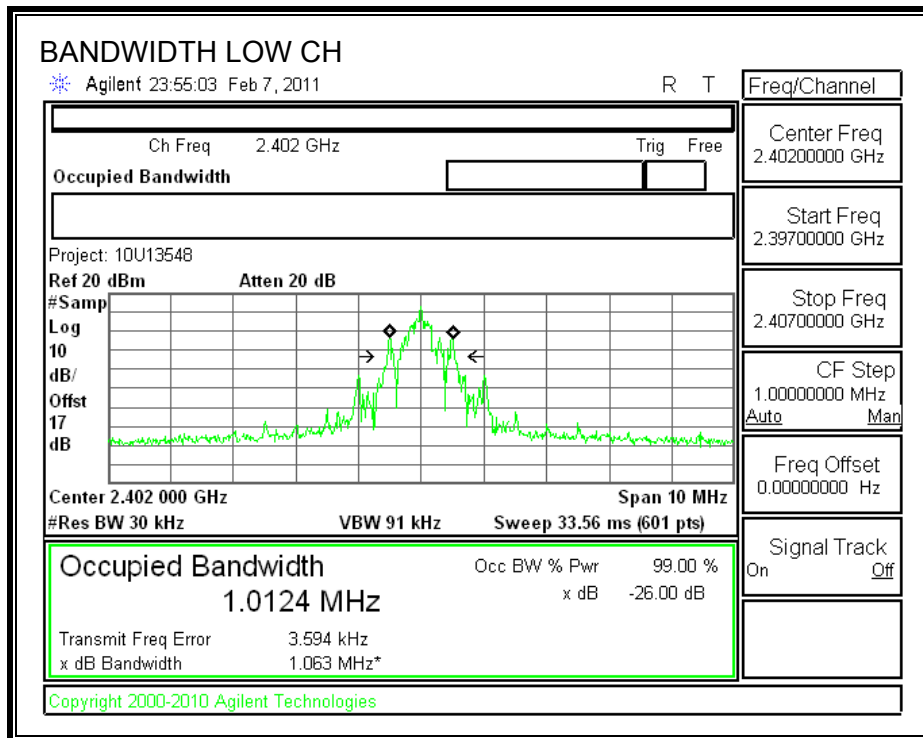 BANDWIDTH LOW CH
Agilent 23:55:03 Feb 7, 2011 R T
Freq/Channel
Ch Freq 2.402 GHz Trig Free
Occupied Bandwidth
Center Freq
2.40200000 GHz
Start Freq
2.39700000 GHz
Stop Freq
2.40700000 GHz
CF Step
1.00000000 MHz
Auto Man
Freq Offset
0.00000000 Hz
Signal Track
On Off
Project: 10U13548
Ref 20 dBm Atten 20 dB
#Samp
Log
10
dB/
Offst
17
dB
Center 2.402 000 GHz Span 10 MHz
#Res BW 30 kHz VBW 91 kHz Sweep 33.56 ms (601 pts)
Occupied Bandwidth Occ BW % Pwr 99.00 %
1.0124 MHz x dB -26.00 dB
Transmit Freq Error 3.594 kHz
x dB Bandwidth 1.063 MHz*
Copyright 2000-2010 Agilent Technologies